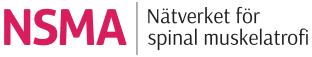 NSMA
Nätverket för
spinal muskelatrofi